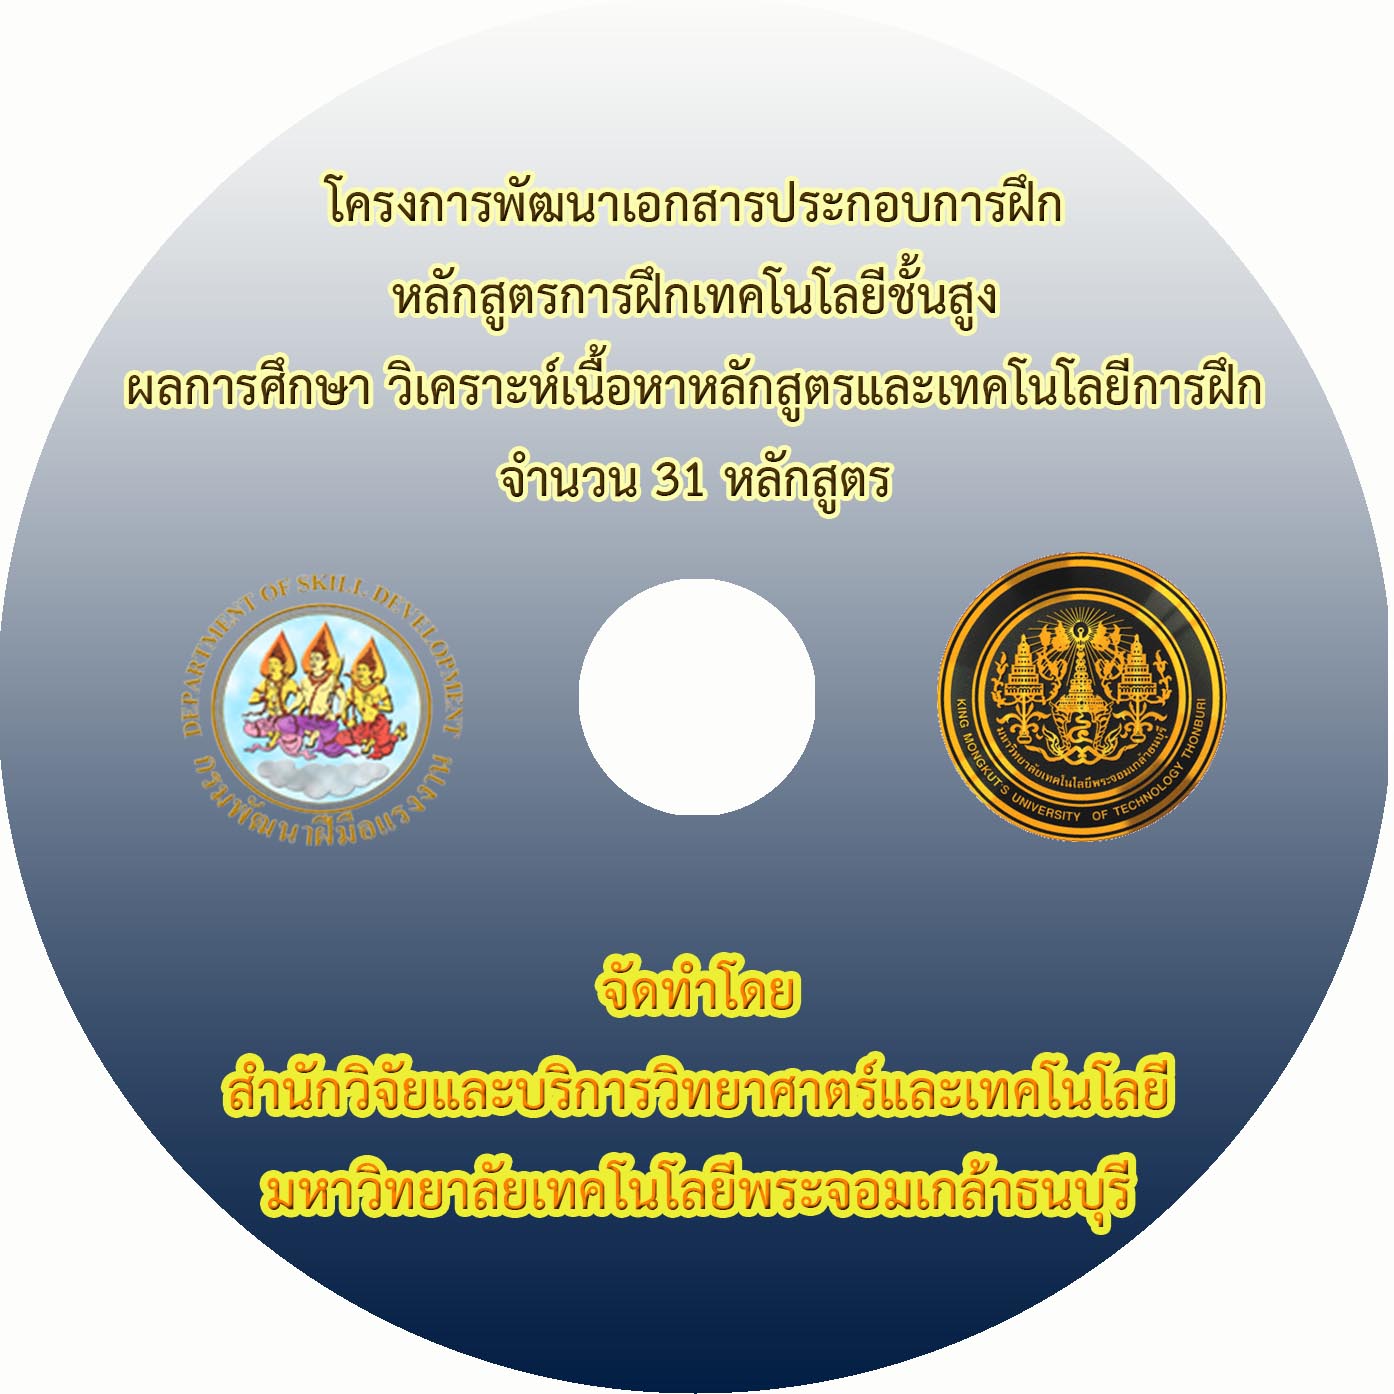 โครงการพัฒนาเอกสารประกอบการฝึก
หลักสูตรการฝึกเทคโนโลยีชั้นสูง
ผลการศึกษา วิเคราะห์เนื้อหาหลักสูตรและเทคโนโลยีการฝึก
จำนวน 31 หลักสูตร
DEPARTMENT OF SKILL DEVELOPMENT
กรมพัฒนาฝีมือแรงงาน
มหาวิทยาลัยเทคโนโลยีพระจอมเกล้าธนบุรี
KING MONGKUT'S UNIVERSITY OF TECHNOLOGY THONBURI
จัดทำโดย
สำนักวิจัยและบริการวิทยาศาตร์และเทคโนโลยี
มหาวิทยาลัยเทคโนโลยีพระจอมเกล้าธนบุรี